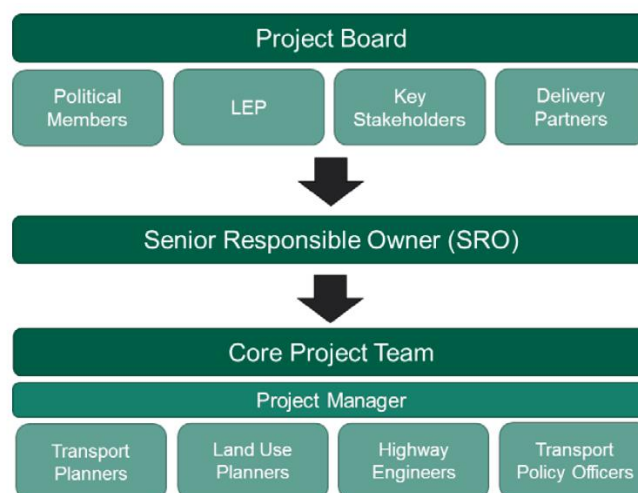 Project Board
Political
Members
LEP
Key
Stakeholders
Delivery
Partners
Senior Responsible Owner (SRO)
Core Project Team
Project Manager
Transport
Planners
Land Use
Planners
Highway
Engineers
Transport
Policy Officers